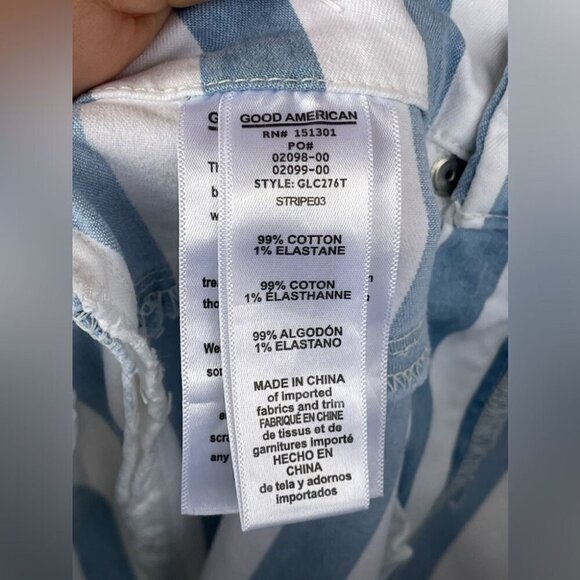 GOOD AMERICAN
RN# 151301
PO#
02098-00
02099-00
STYLE: GLC276T
STRIPE03
99% COTTON
1% ELASTANE
99% COTON
1% ÉLASTHANNE
99% ALGODÓN
1% ELASTANO
MADE IN CHINA
of imported
fabrics and trim
FABRIQUÉ EN CHINE
de tissus et de
garnitures importé
HECHO EN
CHINA
de tela y adornos
importados
any